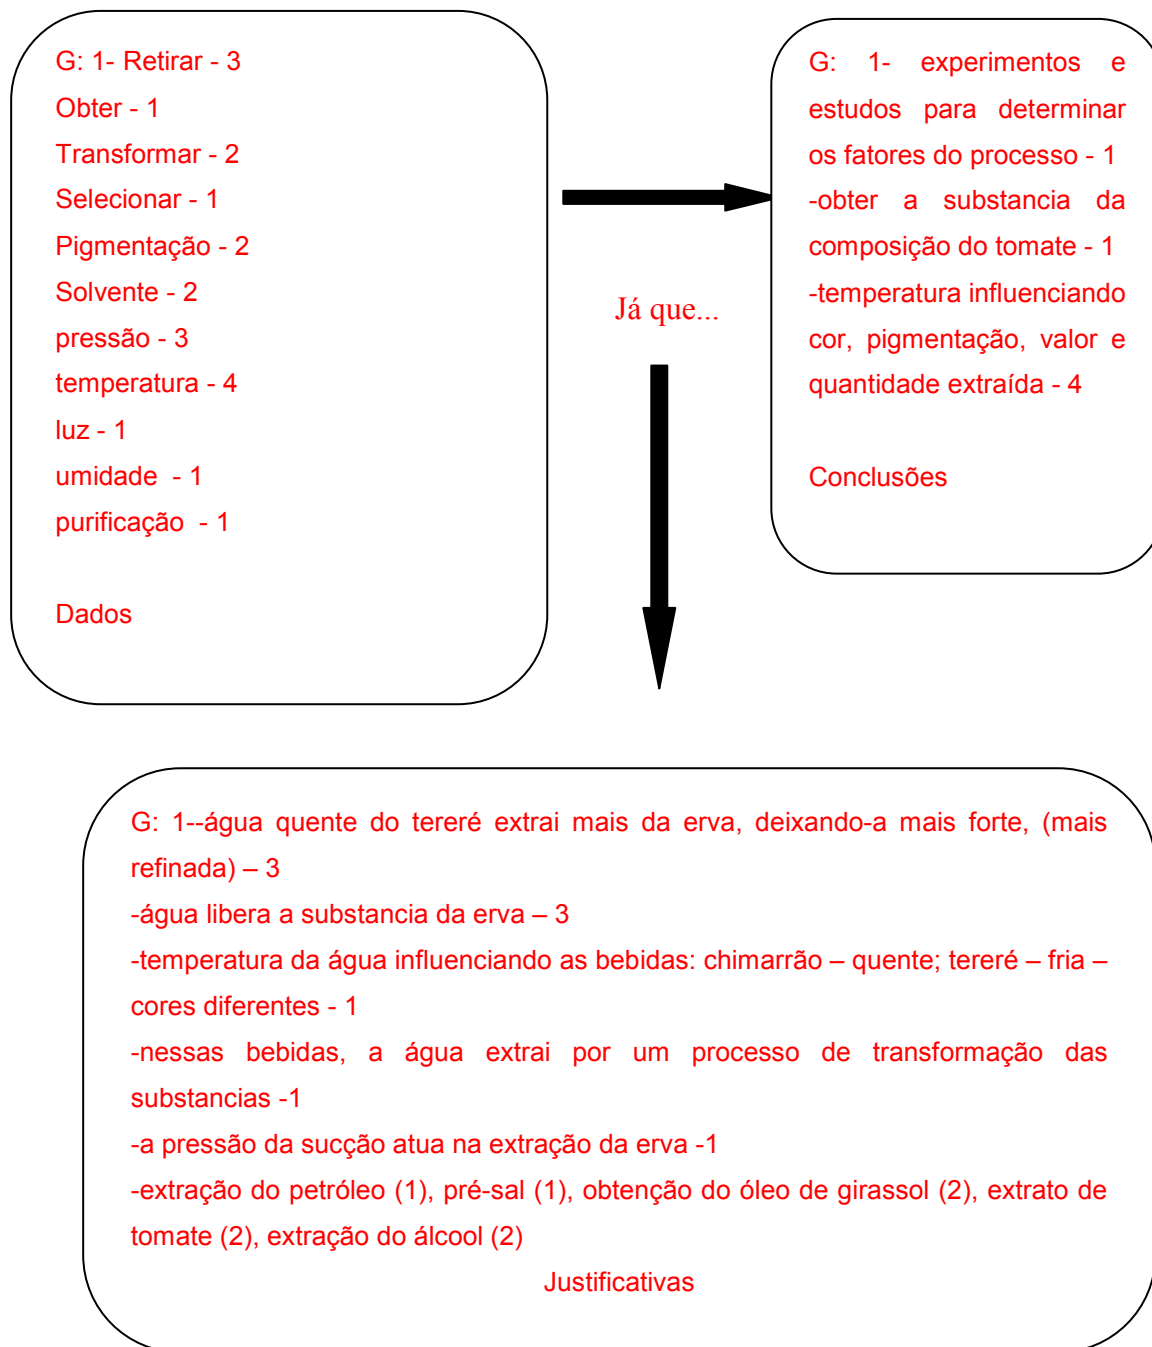 G: 1- Retirar - 3
Obter - 1
Transformar - 2
Selecionar - 1
Pigmentação - 2
Solvente - 2
pressão - 3
temperatura - 4
luz - 1
umidade - 1
purificação - 1
Dados
G: 1- experimentos e
estudos para determinar
os fatores do processo - 1
-obter a substancia da
composição do tomate - 1
-temperatura influenciando
cor, pigmentação, valor e
quantidade extraída - 4
Conclusões
Já que...
G: 1--água quente do tereré extrai mais da erva, deixando-a mais forte, (mais
refinada) – 3
-água libera a substancia da erva – 3
-temperatura da água influenciando as bebidas: chimarrão – quente; tereré – fria –
cores diferentes - 1
-nessas bebidas, a água extrai por um processo de transformação das
substancias -1
-a pressão da sucção atua na extração da erva -1
-extração do petróleo (1), pré-sal (1), obtenção do óleo de girassol (2), extrato de
tomate (2), extração do álcool (2)
Justificativas